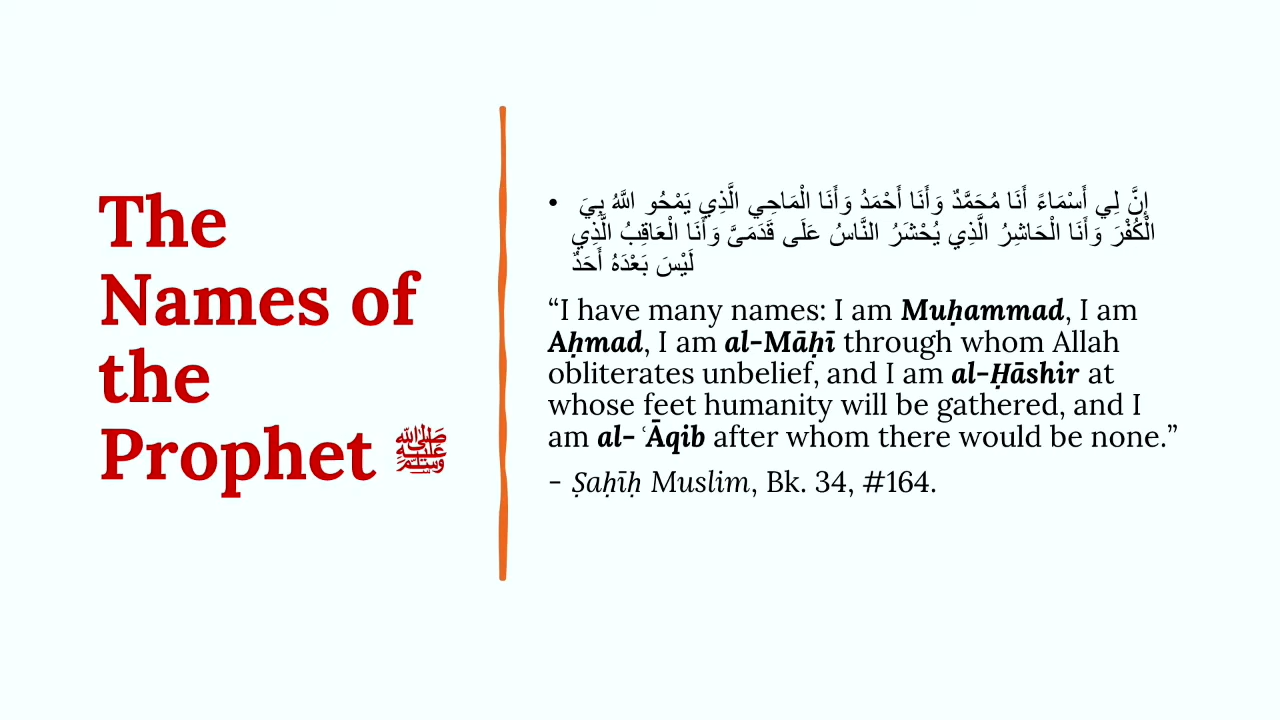 The
Names of
the
Prophet ﷺ
• إِنَّ لِي أَسْمَاءً أَنَا مُحَمَّدٌ وَأَنَا أَحْمَدُ وَأَنَا الْمَاحِي الَّذِي يَمْحُو اللَّهُ بِيَ
الْكُفْرَ وَأَنَا الْحَاشِرُ الَّذِي يُحْشَرُ النَّاسُ عَلَى قَدَمَىَّ وَأَنَا الْعَاقِبُ الَّذِي
لَيْسَ بَعْدَهُ أَحَدٌ
“I have many names: I am Muḥammad, I am
Aḥmad, I am al-Māḥī through whom Allah
obliterates unbelief, and I am al-Ḥāshir at
whose feet humanity will be gathered, and I
am al- ʿĀqib after whom there would be none.”
- Ṣaḥīḥ Muslim, Bk. 34, #164.